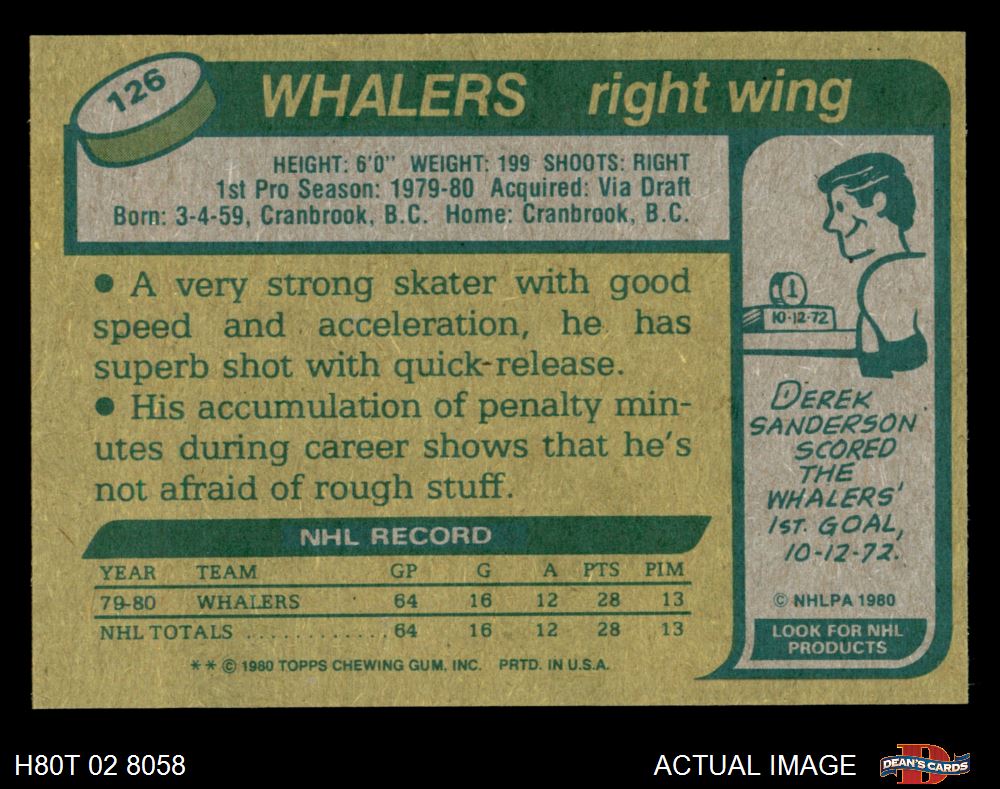 126
WHALERS right wing
HEIGHT: 6'0" WEIGHT: 199 SHOOTS: RIGHT
1st Pro Season: 1979-80 Acquired: Via Draft
Born: 3-4-59, Cranbrook, B.C. Home: Cranbrook, B.C.
● A very strong skater with good
speed and acceleration, he has
superb shot with quick-release.
● His accumulation of penalty min-
utes during career shows that he's
not afraid of rough stuff.
NHL RECORD
YEAR TEAM GP G A PTS PIM
79-80 WHALERS 64 16 12 28 13
NHL TOTALS ............ 64 16 12 28 13
** © 1980 TOPPS CHEWING GUM, INC. PRTD. IN U.S.A.
1
10-12-72
DEREK
SANDERSON
SCORED
THE
WHALERS'
1ST. GOAL,
10-12-72.
© NHLPA 1980
LOOK FOR NHL
PRODUCTS
H80T 02 8058
ACTUAL IMAGE
D
DEAN'S CARDS